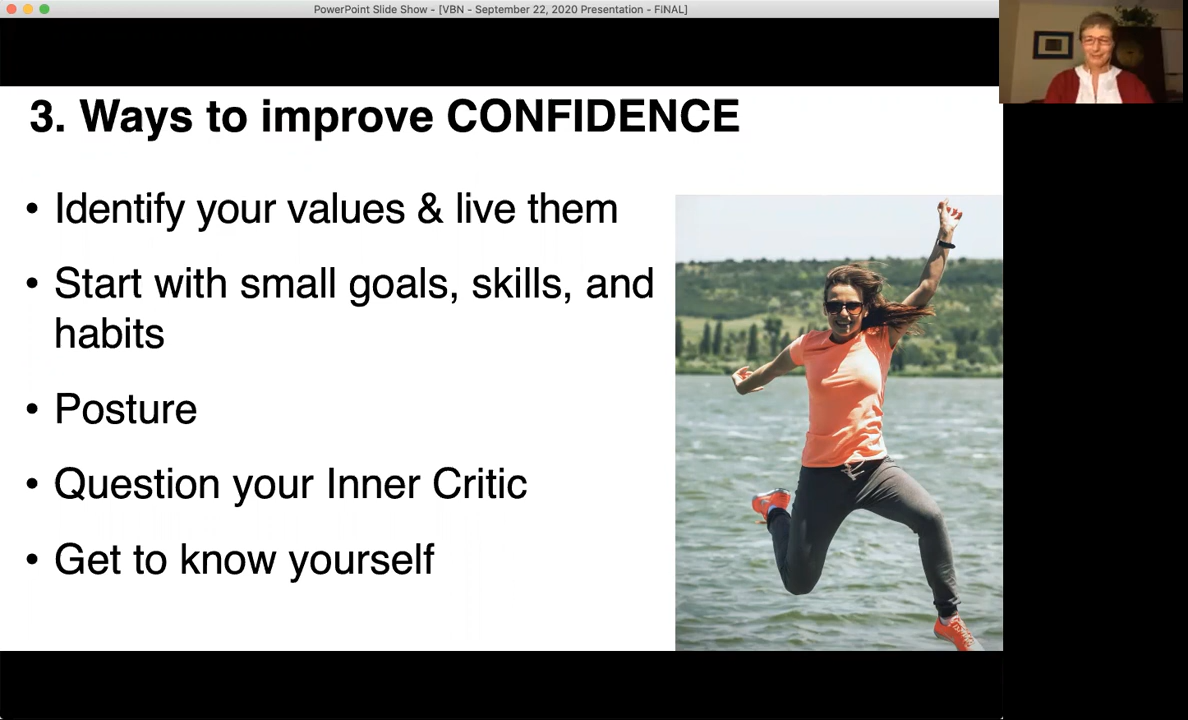 PowerPoint Slide Show - [VBN - September 22, 2020 Presentation - FiNAL]
3. Ways to improve CONFIDENCE
• Identify your values & live them
• Start with small goals, skills, and
habits
• Posture
• Question your Inner Critic
• Get to know yourself